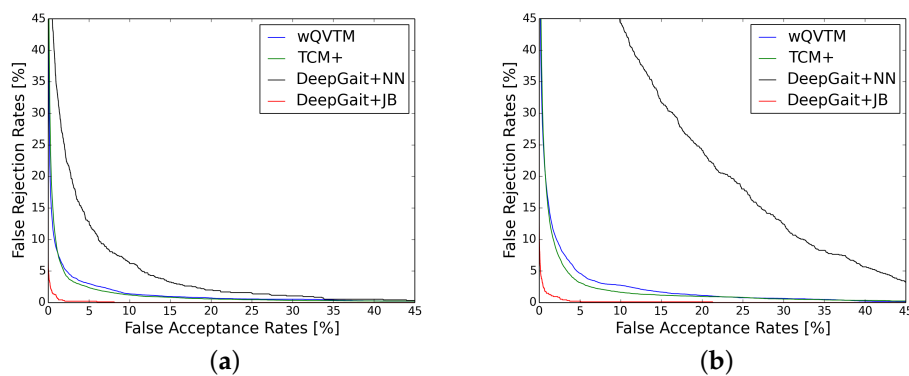 45
40
35
30
25
20
15
10
5
0
False Rejection Rates [%]
wQVTM
TCM+
DeepGait+NN
DeepGait+JB
0 5 10 15 20 25 30 35 40 45
False Acceptance Rates [%]
(a)
45
40
35
30
25
20
15
10
5
0
False Rejection Rates [%]
wQVTM
TCM+
DeepGait+NN
DeepGait+JB
0 5 10 15 20 25 30 35 40 45
False Acceptance Rates [%]
(b)